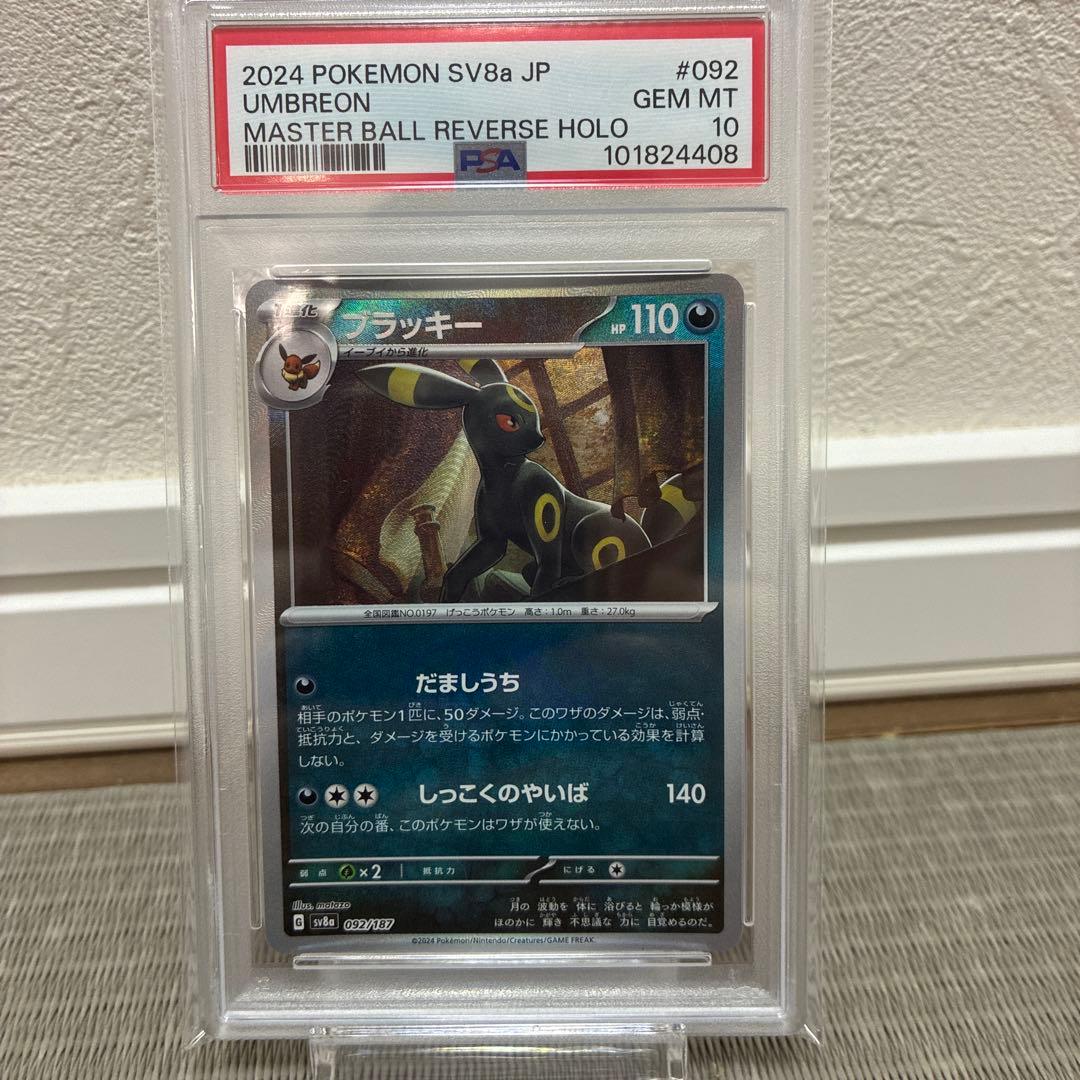 2024 POKEMON SV8a JP #092
UMBREON GEM MT
MASTER BALL REVERSE HOLO 10
PSA 101824408
1進化
ブラッキー HP 110
イーブイから進化
全国図鑑NO.0197 げっこうポケモン 高さ：1.0m 重さ：27.0kg
だましうち
相手のポケモン1匹に、50ダメージ。このワザのダメージは、弱点・
抵抗力と、ダメージを受けるポケモンにかかっている効果を計算
しない。
しっこくのやいば 140
次の自分の番、このポケモンはワザが使えない。
弱点 ×2 抵抗力 にげる
Illus. matazo
月の波動を体に浴びると輪っか模様が
ほのかに輝き不思議な力に目覚めるのだ。
G sv8a 092/187
©2024 Pokémon/Nintendo/Creatures/GAME FREAK.